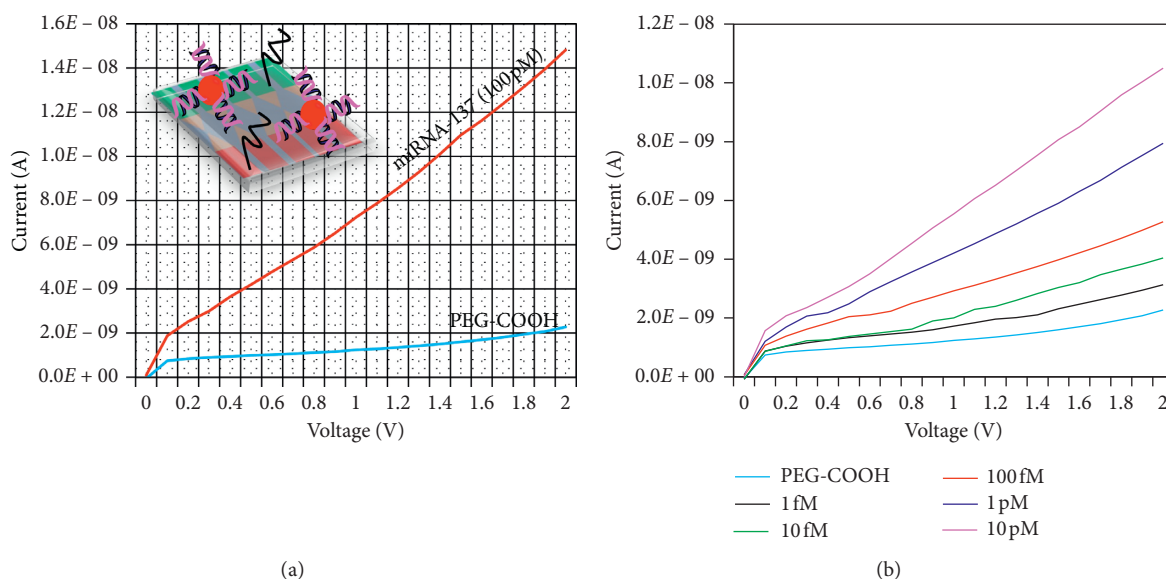 1.6E – 08
1.4E – 08
1.2E – 08
1.0E – 08
8.0E – 09
6.0E – 09
4.0E – 09
2.0E – 09
0.0E + 00
Current (A)
miRNA-137 (100 pM)
PEG-COOH
0 0.2 0.4 0.6 0.8 1 1.2 1.4 1.6 1.8 2
Voltage (V)
(a)
1.2E – 08
1.0E – 08
8.0E – 09
6.0E – 09
4.0E – 09
2.0E – 09
0.0E + 00
Current (A)
0 0.2 0.4 0.6 0.8 1 1.2 1.4 1.6 1.8 2
Voltage (V)
PEG-COOH
1 fM
10 fM
100 fM
1 pM
10 pM
(b)